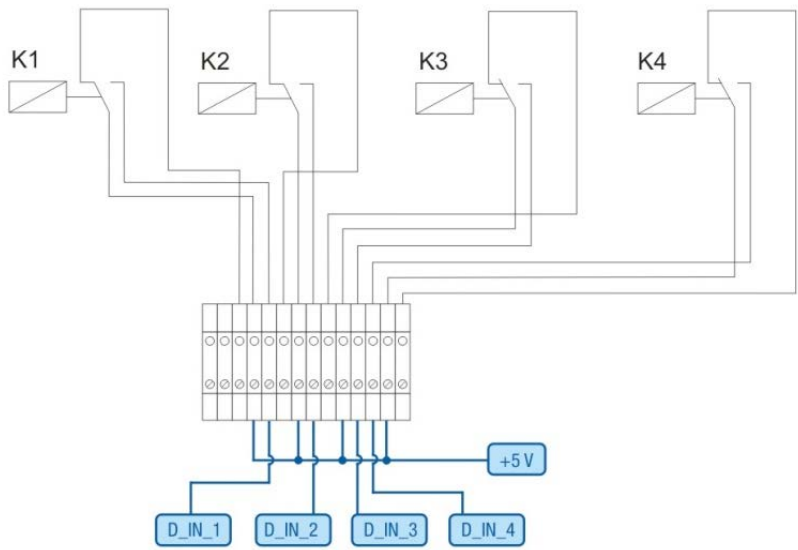 K1
K2
K3
K4
+5 V
D_IN_1
D_IN_2
D_IN_3
D_IN_4